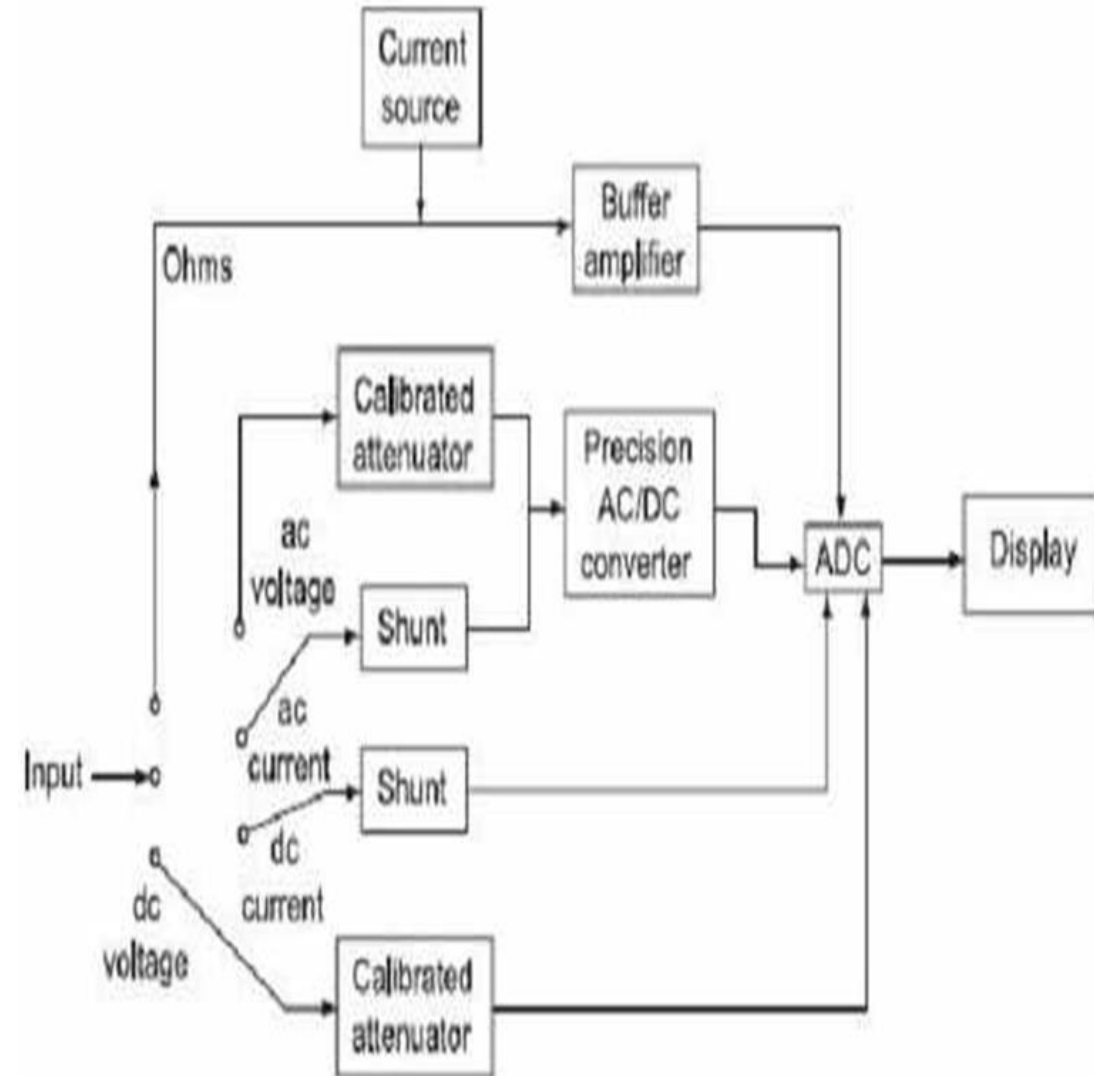 Current
source
Buffer
amplifier
Ohms
Calibrated
attenuator
Precision
AC/DC
converter
ac
voltage
ADC
Display
Shunt
ac
current
Input
Shunt
dc
current
dc
voltage
Calibrated
attenuator